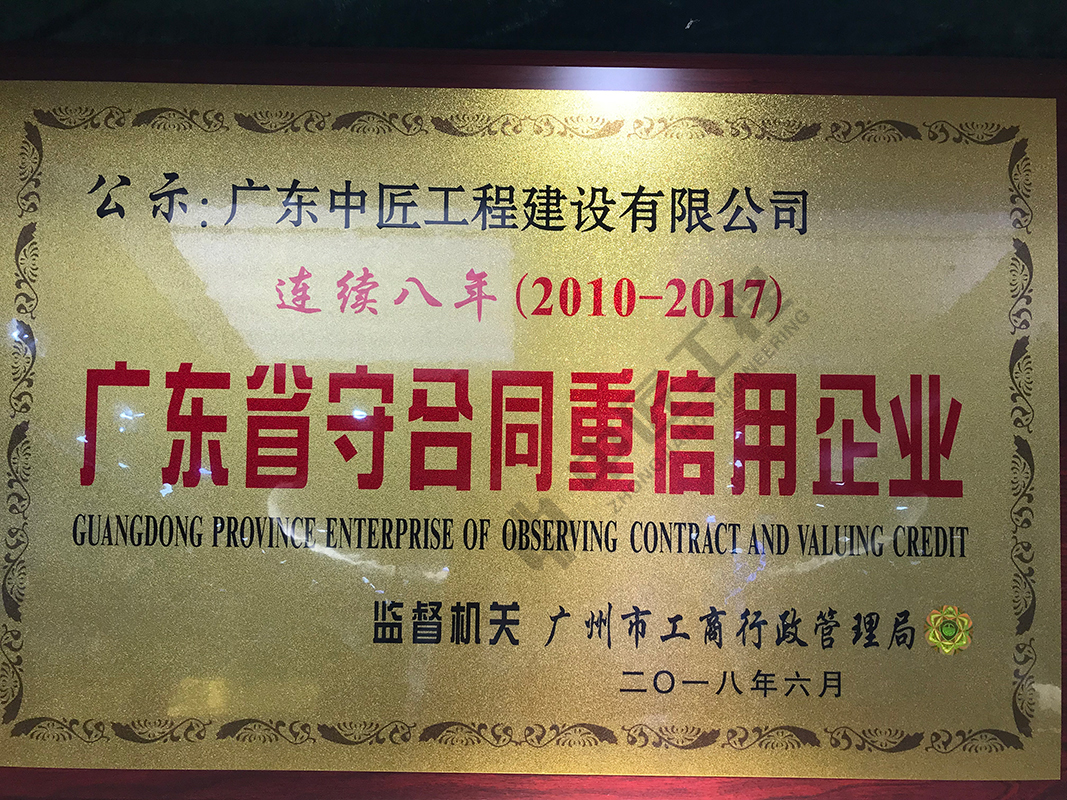 公示:广东中匠工程建设有限公司
连续八年(2010-2017)
广东省守合同重信用企业
GUANGDONG PROVINCE ENTERPRISE OF OBSERVING CONTRACT AND VALUING CREDIT
监督机关 广州市工商行政管理局
二〇一八年六月